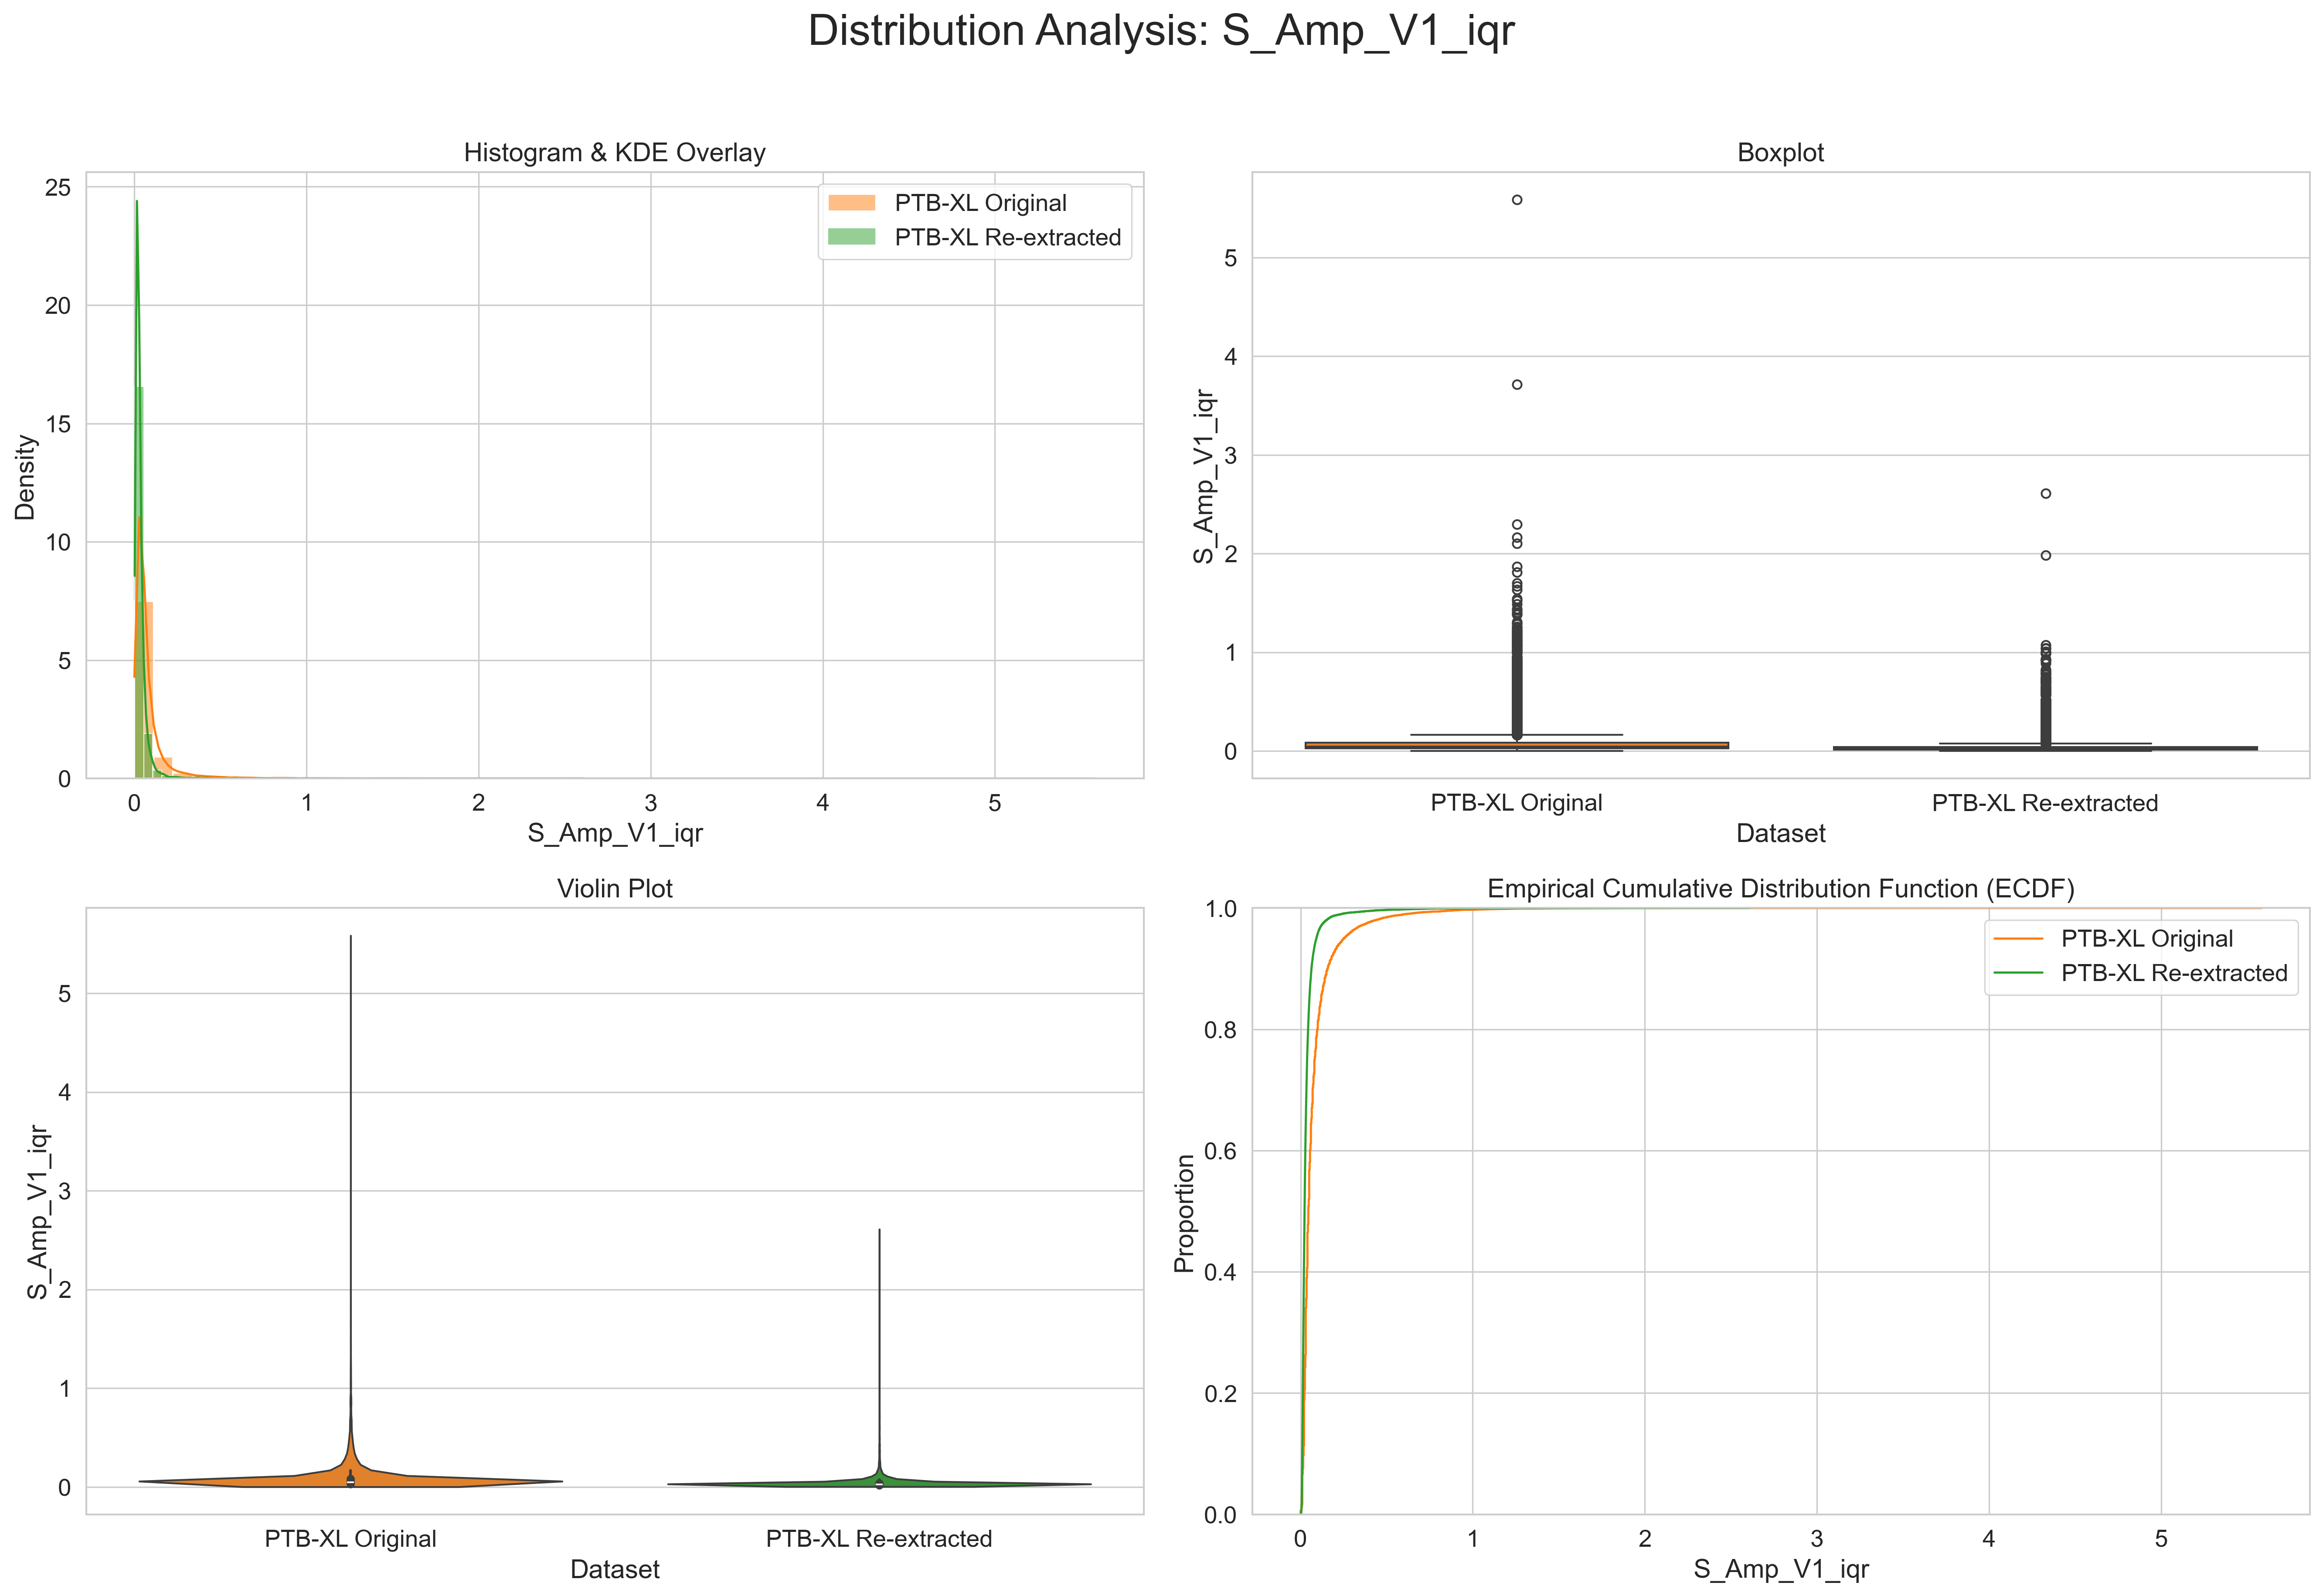 Distribution Analysis: S_Amp_V1_iqr
Histogram & KDE Overlay
25
20
15
10
5
0
Density
0 1 2 3 4 5
S_Amp_V1_iqr
PTB-XL Original
PTB-XL Re-extracted
Boxplot
5
4
3
2
1
0
S_Amp_V1_iqr
PTB-XL Original PTB-XL Re-extracted
Dataset
Violin Plot
5
4
3
2
1
0
S_Amp_V1_iqr
PTB-XL Original PTB-XL Re-extracted
Dataset
Empirical Cumulative Distribution Function (ECDF)
1.0
0.8
0.6
0.4
0.2
0.0
Proportion
0 1 2 3 4 5
S_Amp_V1_iqr
PTB-XL Original
PTB-XL Re-extracted